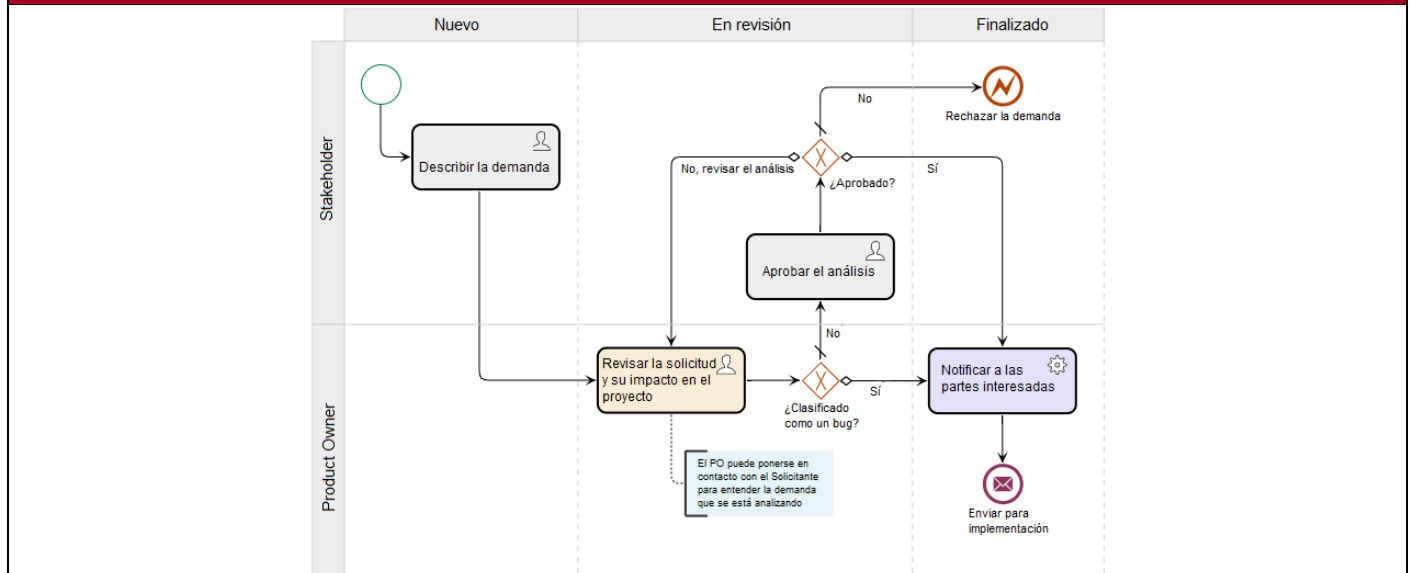 Nuevo
En revisión
Finalizado
Stakeholder
Describir la demanda
No
Rechazar la demanda
No, revisar el análisis
¿Aprobado?
Sí
Aprobar el análisis
No
Product Owner
Revisar la solicitud
y su impacto en el
proyecto
¿Clasificado
como un bug?
Sí
Notificar a las
partes interesadas
El PO puede ponerse en
contacto con el Solicitante
para entender la demanda
que se está analizando
Enviar para
implementación